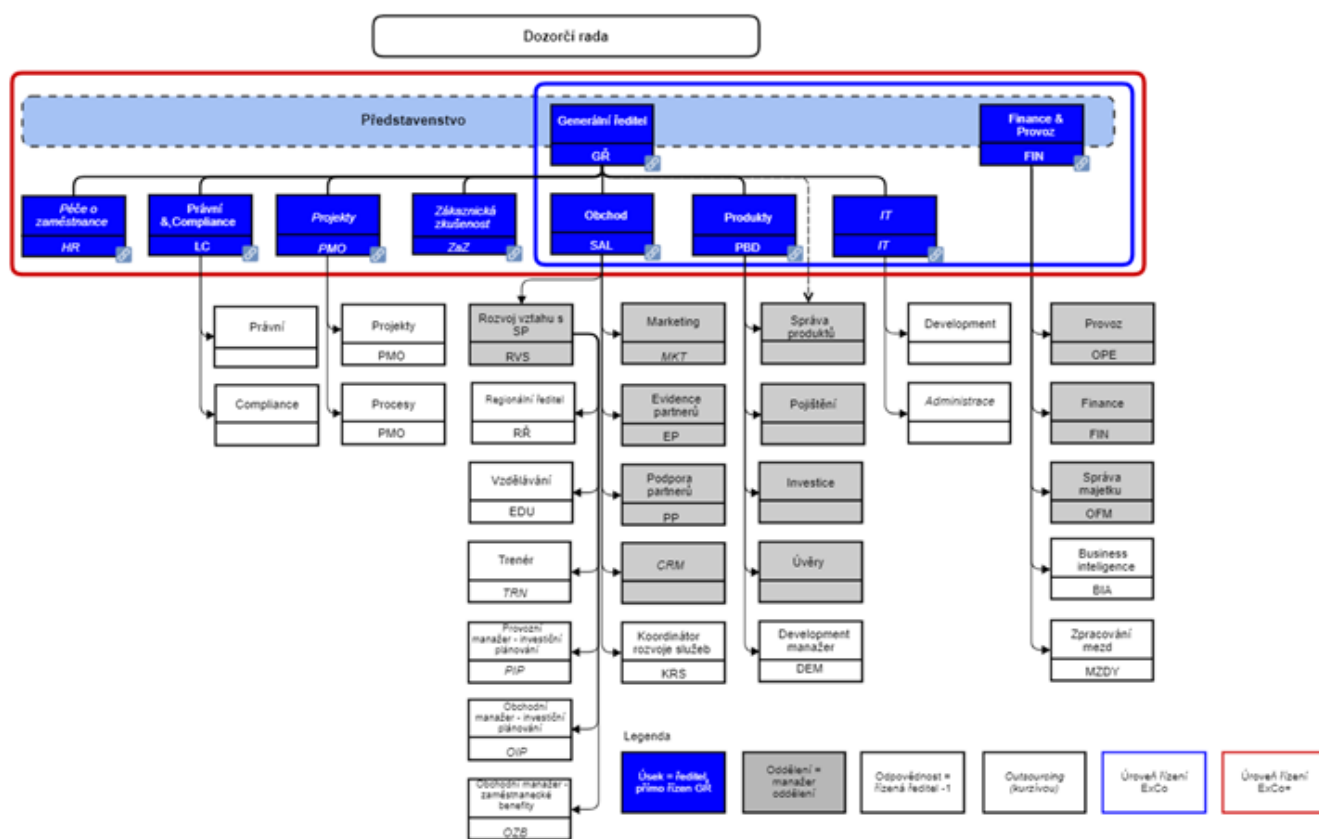 Dozorčí rada
Představenstvo
Generální ředitel
GŘ
Finance &
Provoz
FIN
Péče o
zaměstnance
HR
Právní
&,Compliance
LC
Projekty
PMO
Zákaznická
zkušenost
ZaZ
Obchod
SAL
Produkty
PBD
IT
IT
Právní
Projekty
PMO
Rozvoj vztahu s
SP
RVS
Marketing
MKT
Správa
produktů
Development
Provoz
OPE
Compliance
Procesy
PMO
Regionální ředitel
RŘ
Evidence
partnerů
EP
Pojištění
Administrace
Finance
FIN
Vzdělávání
EDU
Podpora
partnerů
PP
Investice
Správa
majetku
OFM
Trenér
TRN
CRM
Úvěry
Business
inteligence
BIA
Provozní
manažer - investiční
plánování
PIP
Koordinátor
rozvoje služeb
KRS
Development
manažer
DEM
Zpracování
mezd
MZDY
Obchodní
manažer - investiční
plánování
OIP
Obchodní manažer -
zaměstnanecké
benefity
OZB
Legenda
Úsek = ředitel,
přímo řízen GŘ
Oddělení =
manažer
oddělení
Odpovědnost =
řízená ředitel -1
Outsourcing
(kurzívou)
Úroveň řízení
ExCo
Úroveň řízení
ExCo+